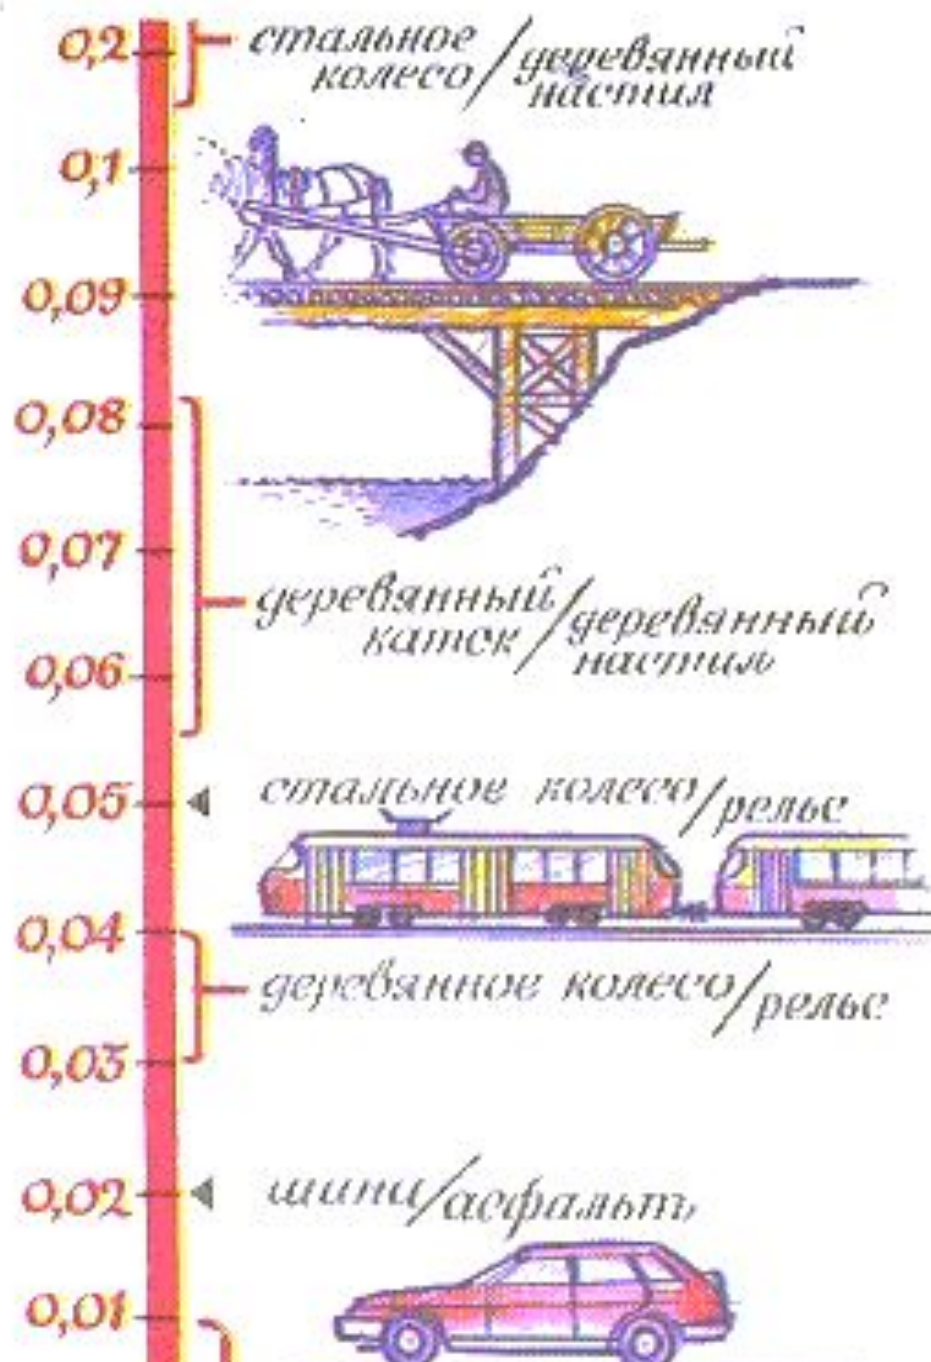 0,2
стальное
колесо/деревянный
настил
0,1
0,09
0,08
0,07
деревянный
каток/деревянный
настил
0,06
0,05
стальное колесо/рельс
0,04
деревянное колесо/рельс
0,03
0,02
шини/асфальт
0,01